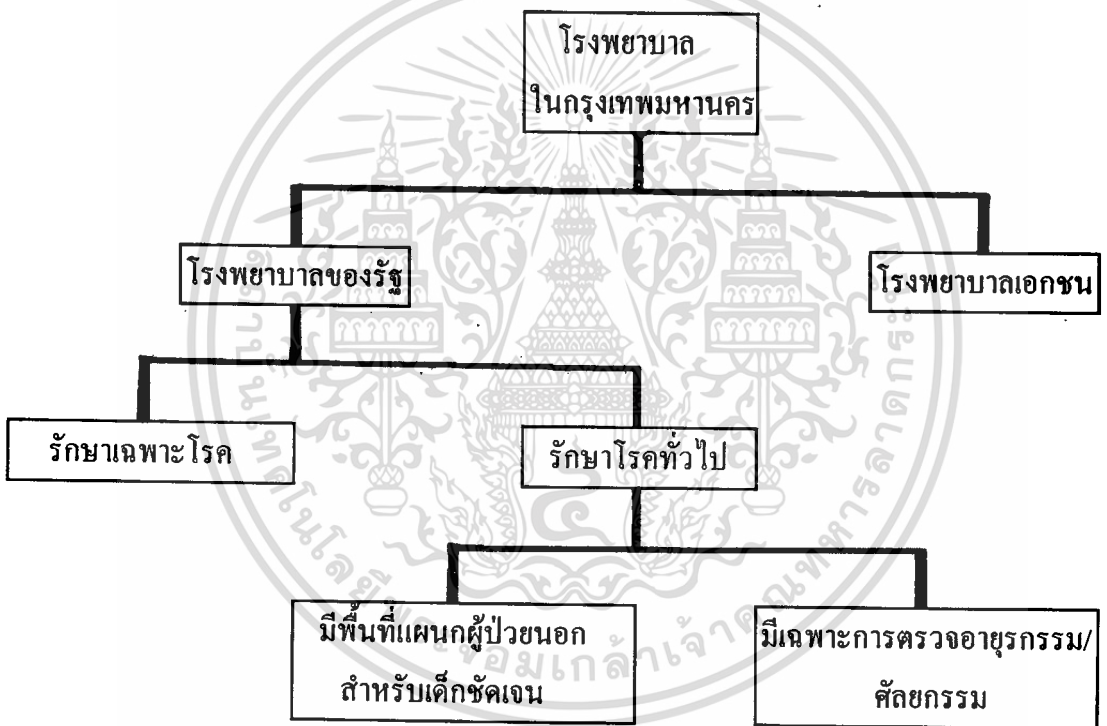 โรงพยาบาล
ในกรุงเทพมหานคร
โรงพยาบาลของรัฐ
โรงพยาบาลเอกชน
รักษาเฉพาะโรค
รักษาโรคทั่วไป
มีพื้นที่แผนกผู้ป่วยนอก
สำหรับเด็กชัดเจน
มีเฉพาะการตรวจอายุรกรรม/
ศัลยกรรม